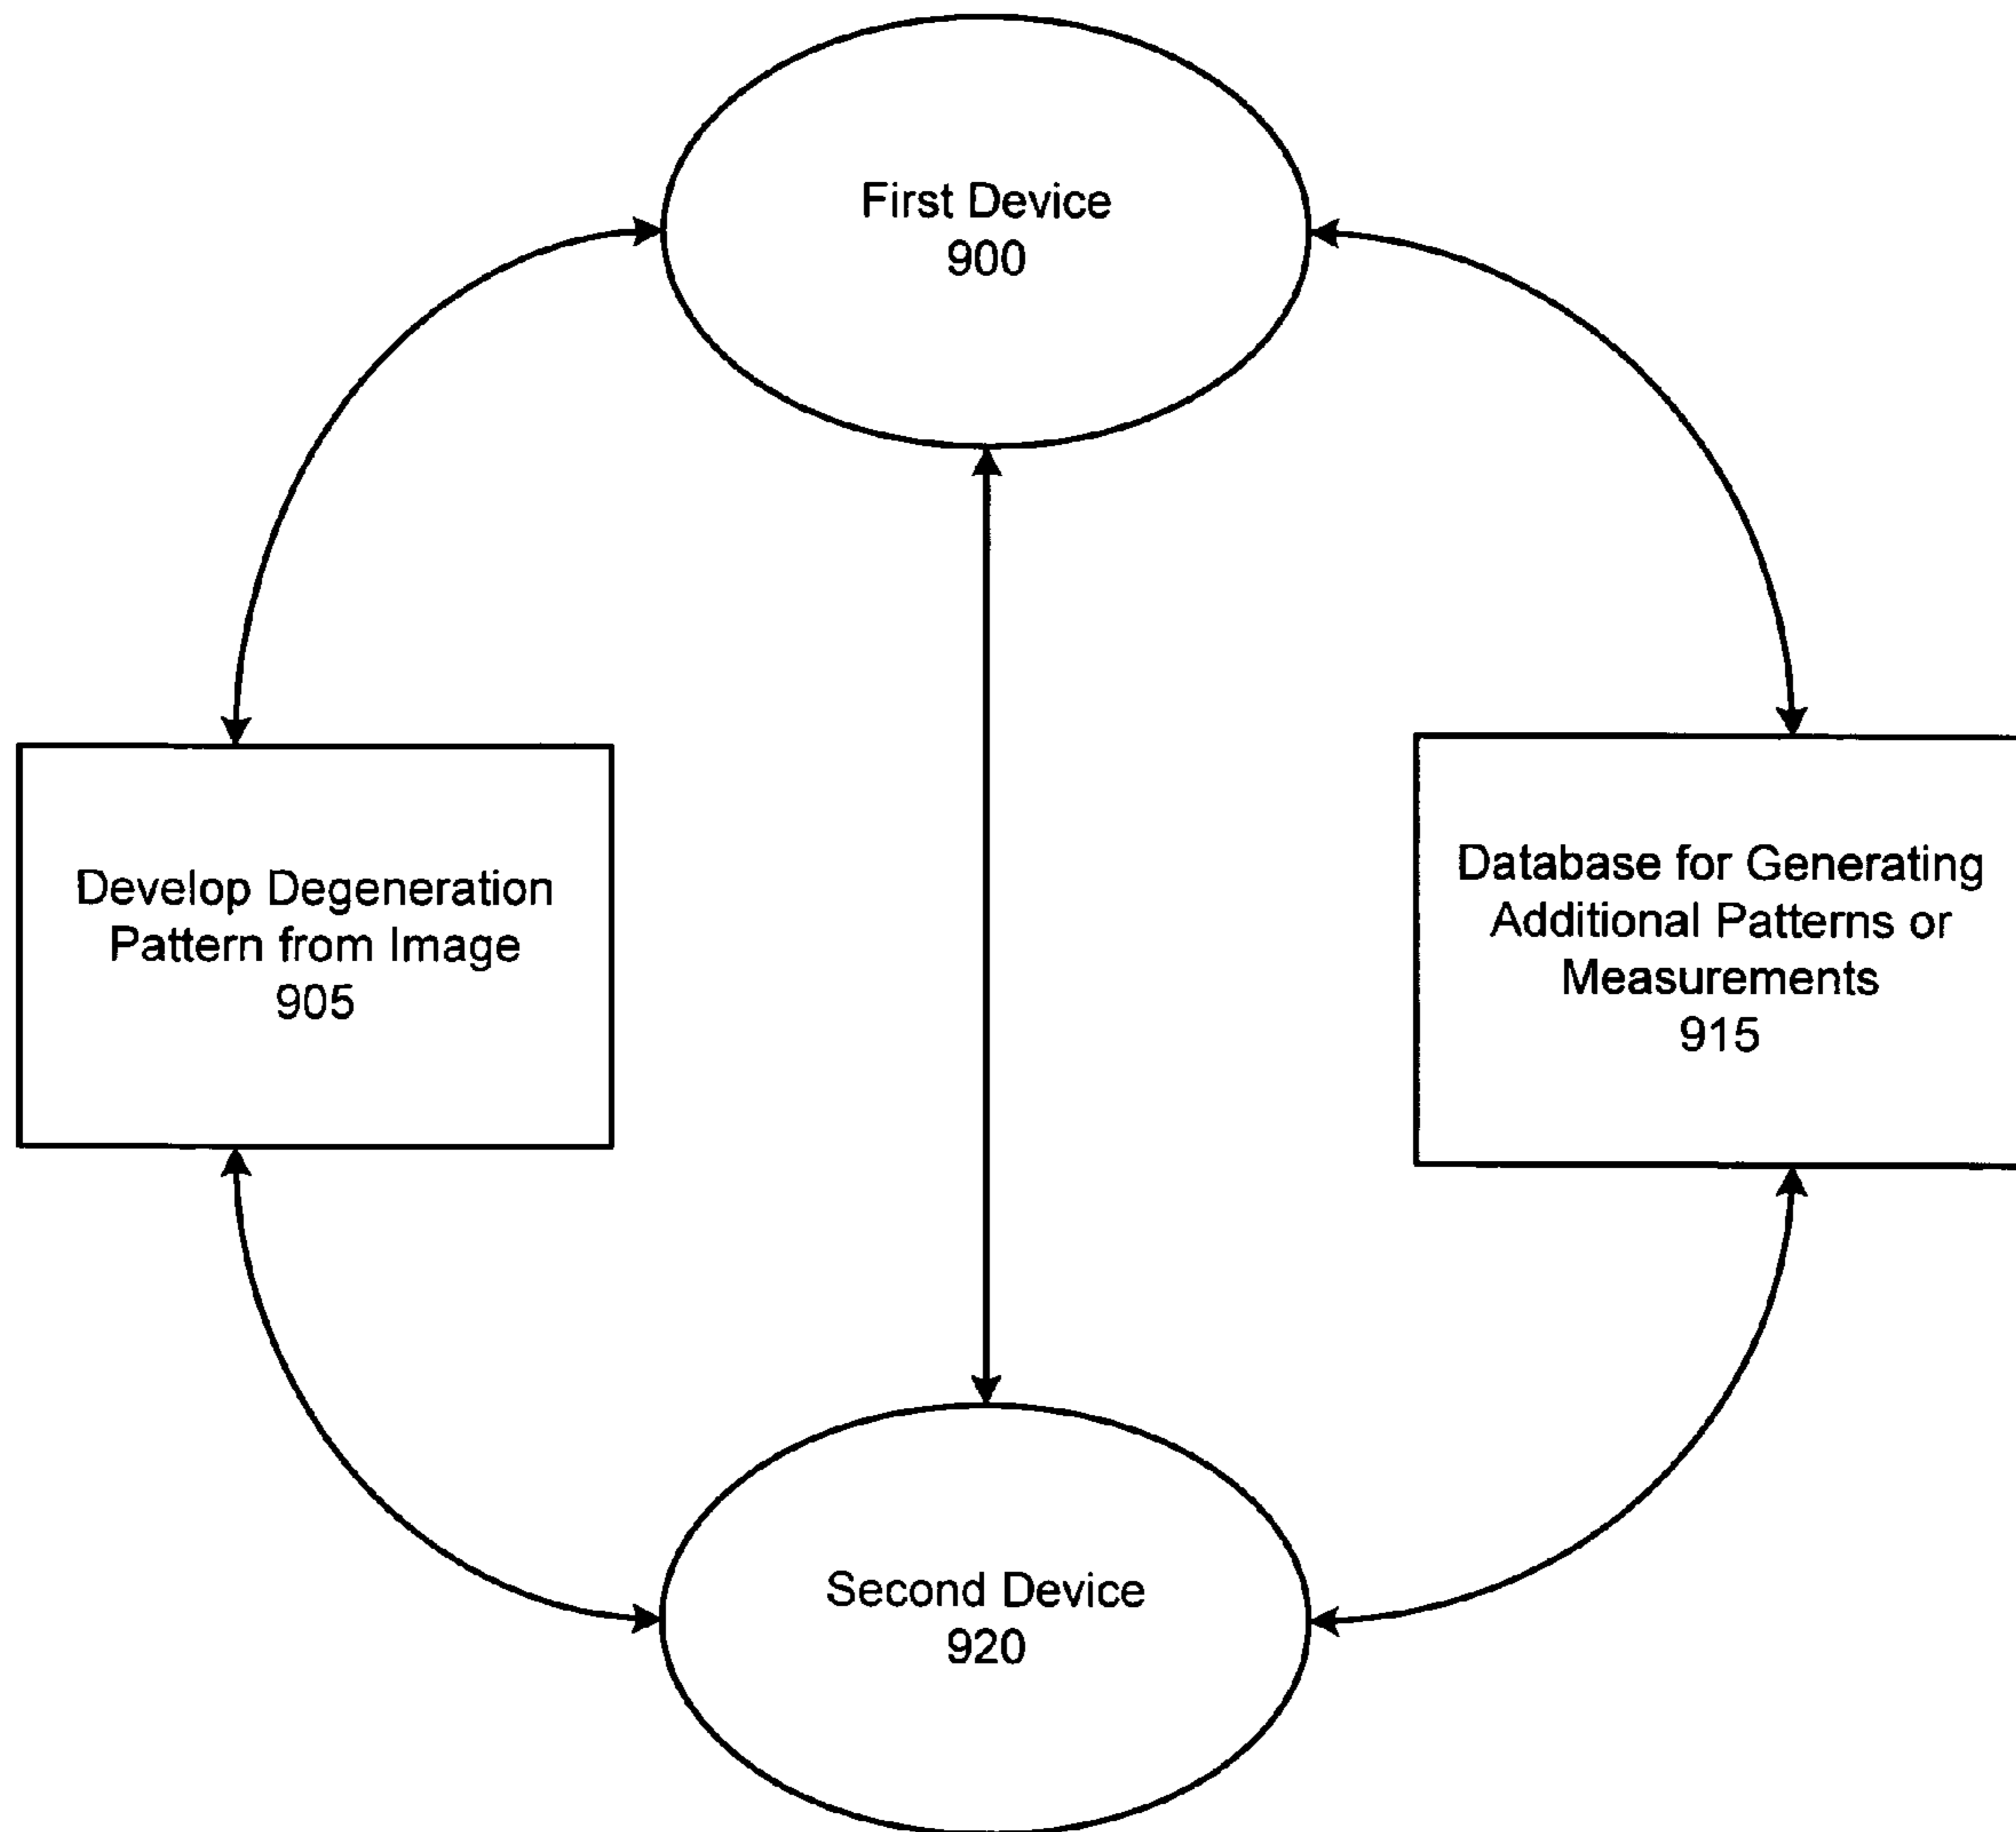 First Device
900
Develop Degeneration
Pattern from Image
905
Database for Generating
Additional Patterns or
Measurements
915
Second Device
920